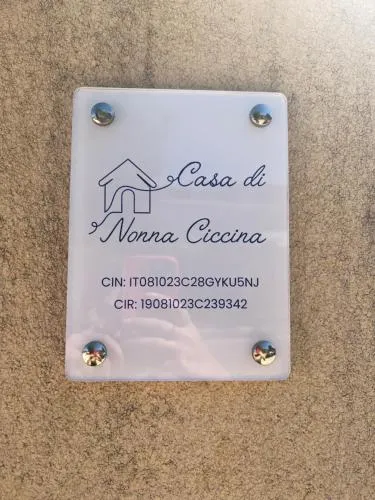 Casa di
Nonna Ciccina
CIN: IT081023C28GYKU5NJ
CIR: 19081023C239342